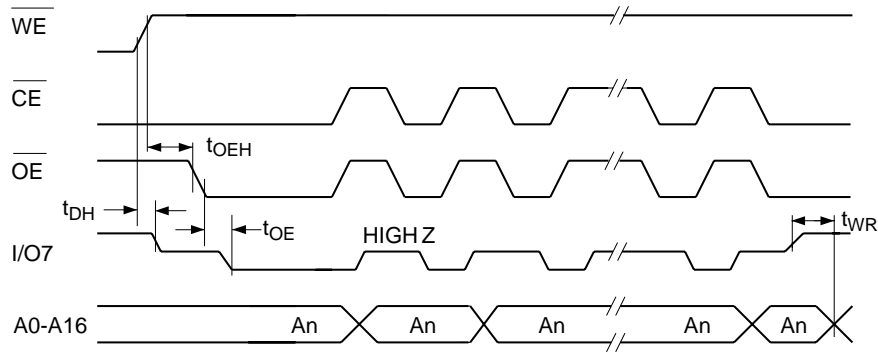 WE
CE
tOEH
OE
tDH
tOE
HIGH Z
tWR
I/O7
A0-A16
An An An An An